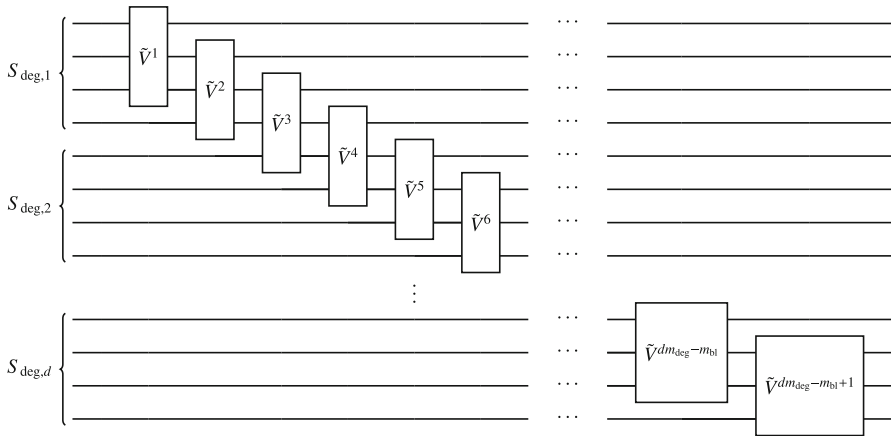 S_deg,1
Ṽ^1
Ṽ^2
Ṽ^3
Ṽ^4
S_deg,2
Ṽ^5
Ṽ^6
⋯
⋯
⋮
S_deg,d
⋯
Ṽ^{dm_deg−m_bl}
Ṽ^{dm_deg−m_bl+1}
⋯